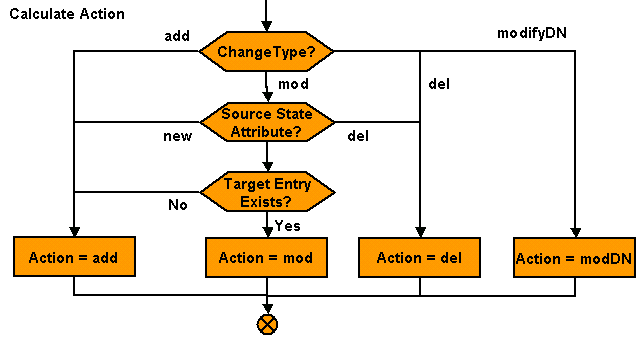 Calculate Action
add
ChangeType?
modifyDN
mod
del
Source State
Attribute?
new
del
Target Entry
Exists?
No
Yes
Action = add
Action = mod
Action = del
Action = modDN